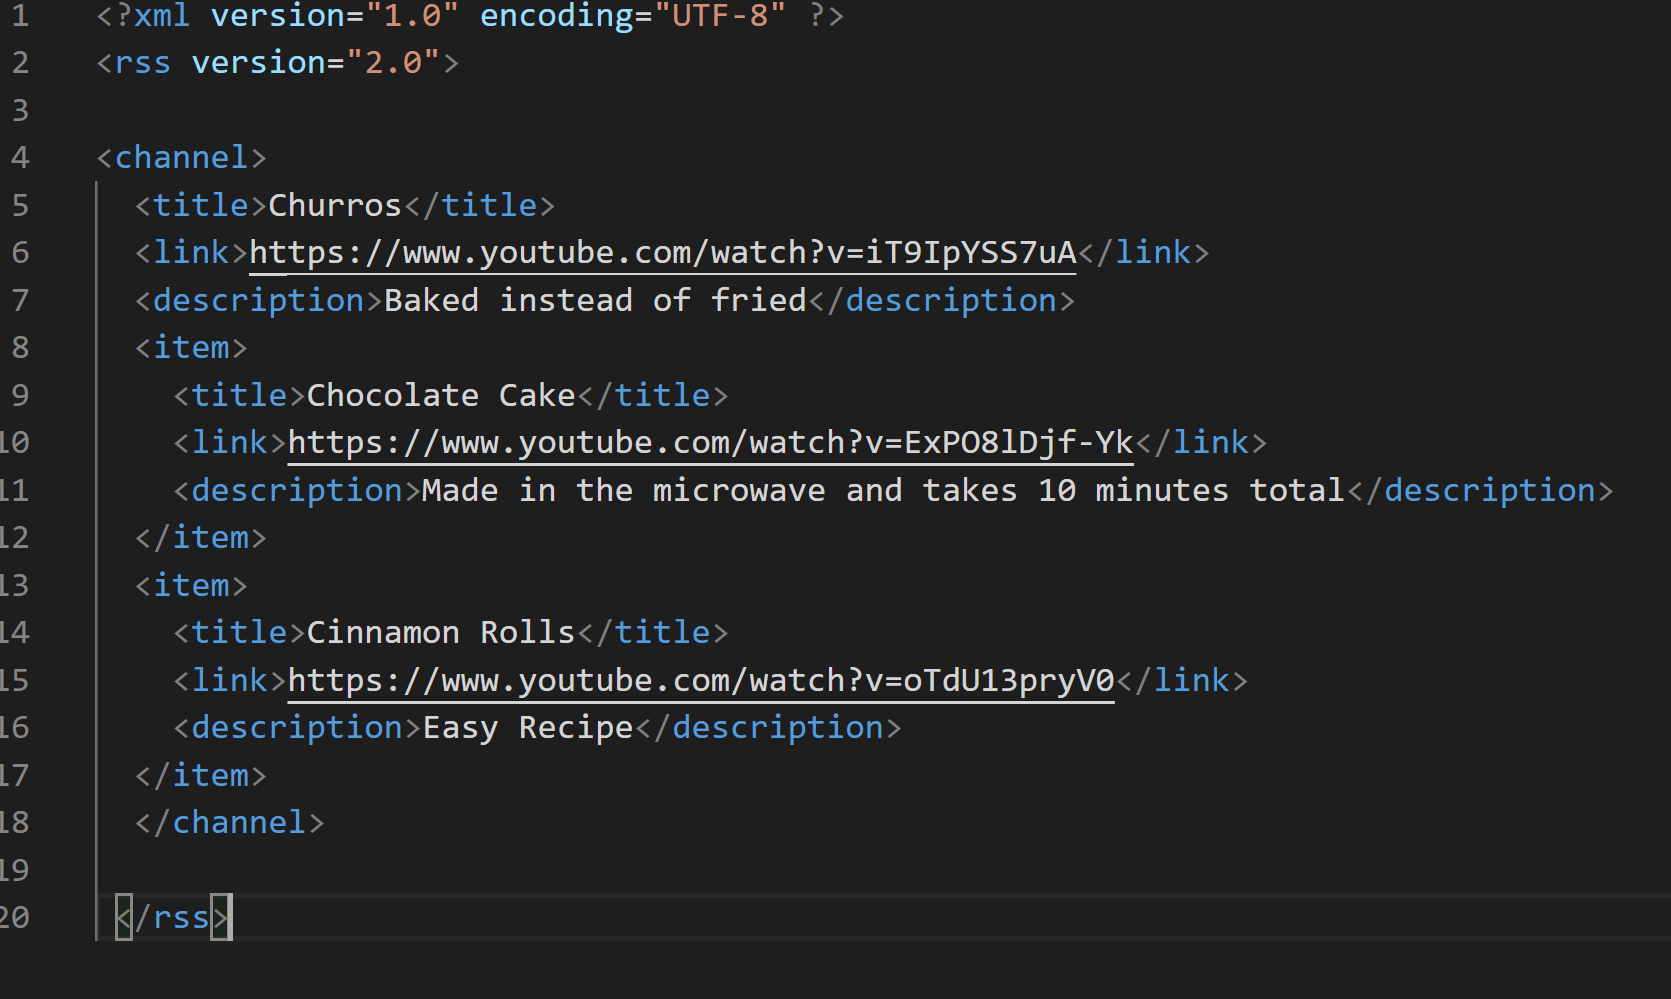 1 <?xml version="1.0" encoding="UTF-8" ?>
2 <rss version="2.0">
3
4 <channel>
5 <title>Churros</title>
6 <link>https://www.youtube.com/watch?v=iT9IpYSS7uA</link>
7 <description>Baked instead of fried</description>
8 <item>
9 <title>Chocolate Cake</title>
10 <link>https://www.youtube.com/watch?v=ExPO8lDjf-Yk</link>
11 <description>Made in the microwave and takes 10 minutes total</description>
12 </item>
13 <item>
14 <title>Cinnamon Rolls</title>
15 <link>https://www.youtube.com/watch?v=oTdU13pryV0</link>
16 <description>Easy Recipe</description>
17 </item>
18 </channel>
19
20 </rss>